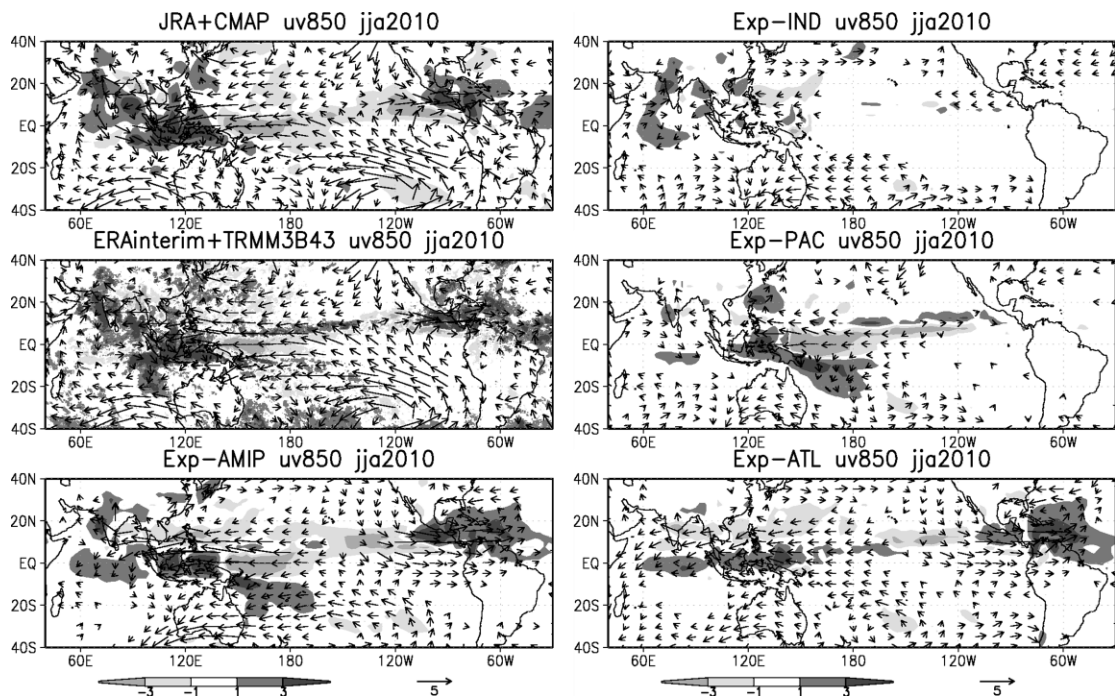 JRA+CMAP uv850 jja2010
40N
20N
EQ
20S
40S
60E 120E 180 120W 60W
Exp-IND uv850 jja2010
40N
20N
EQ
20S
40S
60E 120E 180 120W 60W
ERAinterim+TRMM3B43 uv850 jja2010
40N
20N
EQ
20S
40S
60E 120E 180 120W 60W
Exp-PAC uv850 jja2010
40N
20N
EQ
20S
40S
60E 120E 180 120W 60W
Exp-AMIP uv850 jja2010
40N
20N
EQ
20S
40S
60E 120E 180 120W 60W
-3 -1 1 3
5
Exp-ATL uv850 jja2010
40N
20N
EQ
20S
40S
60E 120E 180 120W 60W
-3 -1 1 3
5